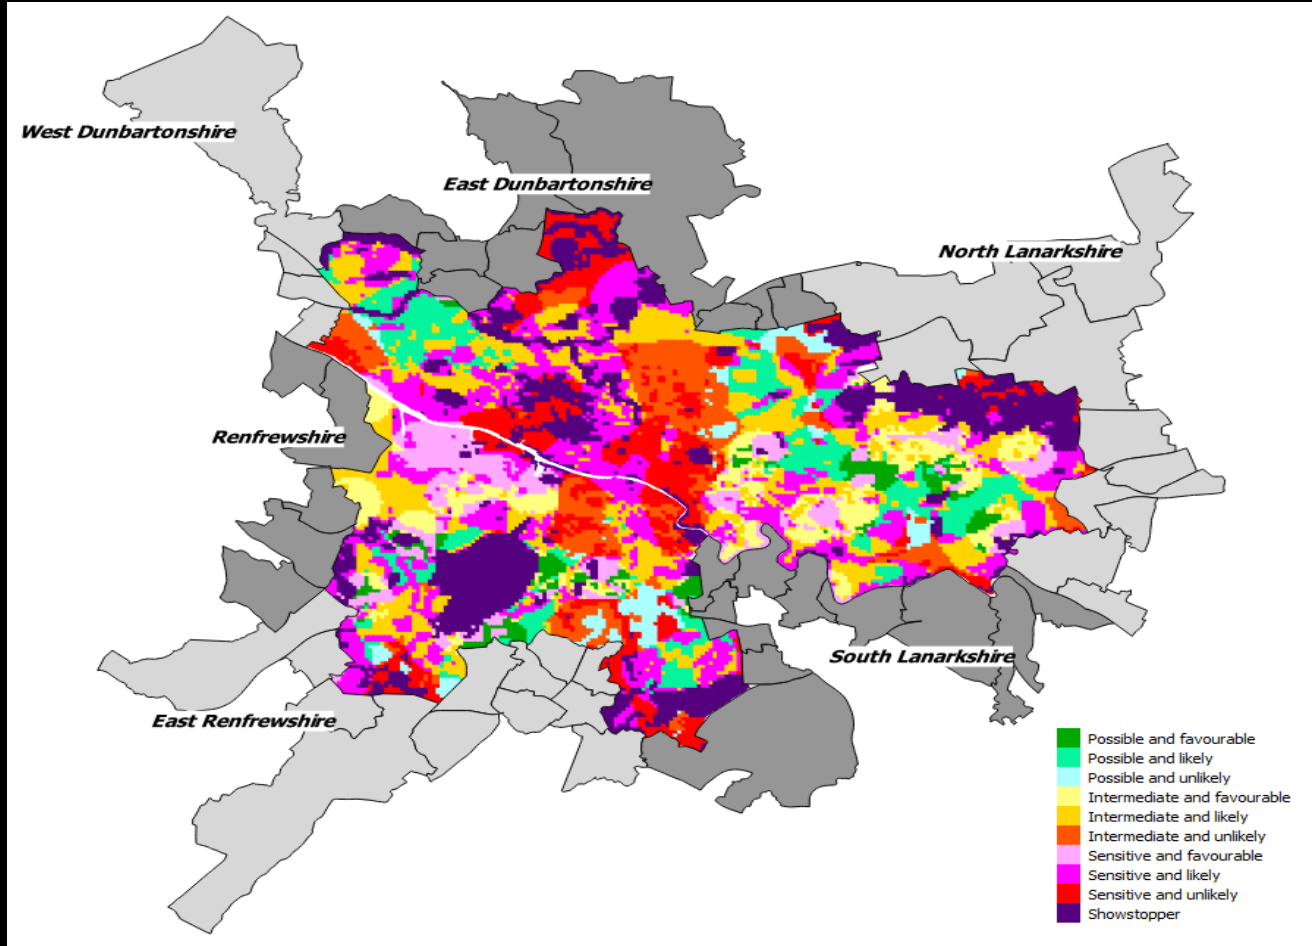 West Dunbartonshire
East Dunbartonshire
North Lanarkshire
Renfrewshire
South Lanarkshire
East Renfrewshire
Possible and favourable
Possible and likely
Possible and unlikely
Intermediate and favourable
Intermediate and likely
Intermediate and unlikely
Sensitive and favourable
Sensitive and likely
Sensitive and unlikely
Showstopper